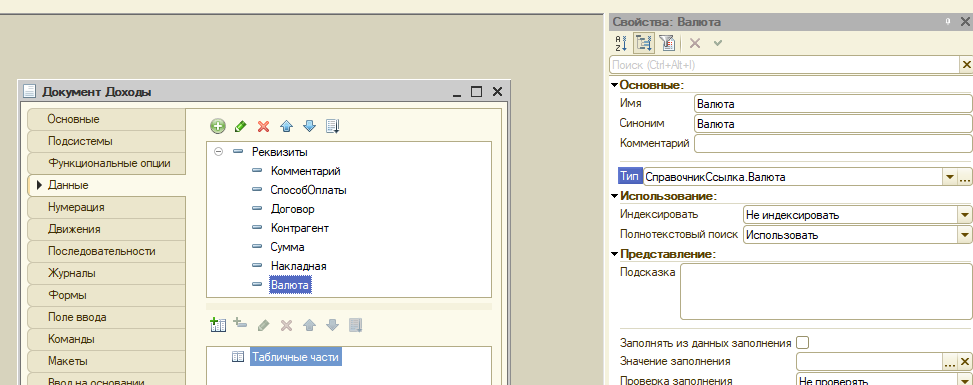 Документ Доходы
Основные
Подсистемы
Функциональные опции
Данные
Нумерация
Движения
Последовательности
Журналы
Формы
Поле ввода
Команды
Макеты
Ввод на основании
Реквизиты
Комментарий
СпособОплаты
Договор
Контрагент
Сумма
Накладная
Валюта
Табличные части
Свойства: Валюта
Поиск (Ctrl+Alt+I)
Основные:
Имя Валюта
Синоним Валюта
Комментарий
Тип СправочникСсылка.Валюта
Использование:
Индексировать Не индексировать
Полнотекстовый поиск Использовать
Представление:
Подсказка
Заполнять из данных заполнения
Значение заполнения
Проверка заполнения Не проверять